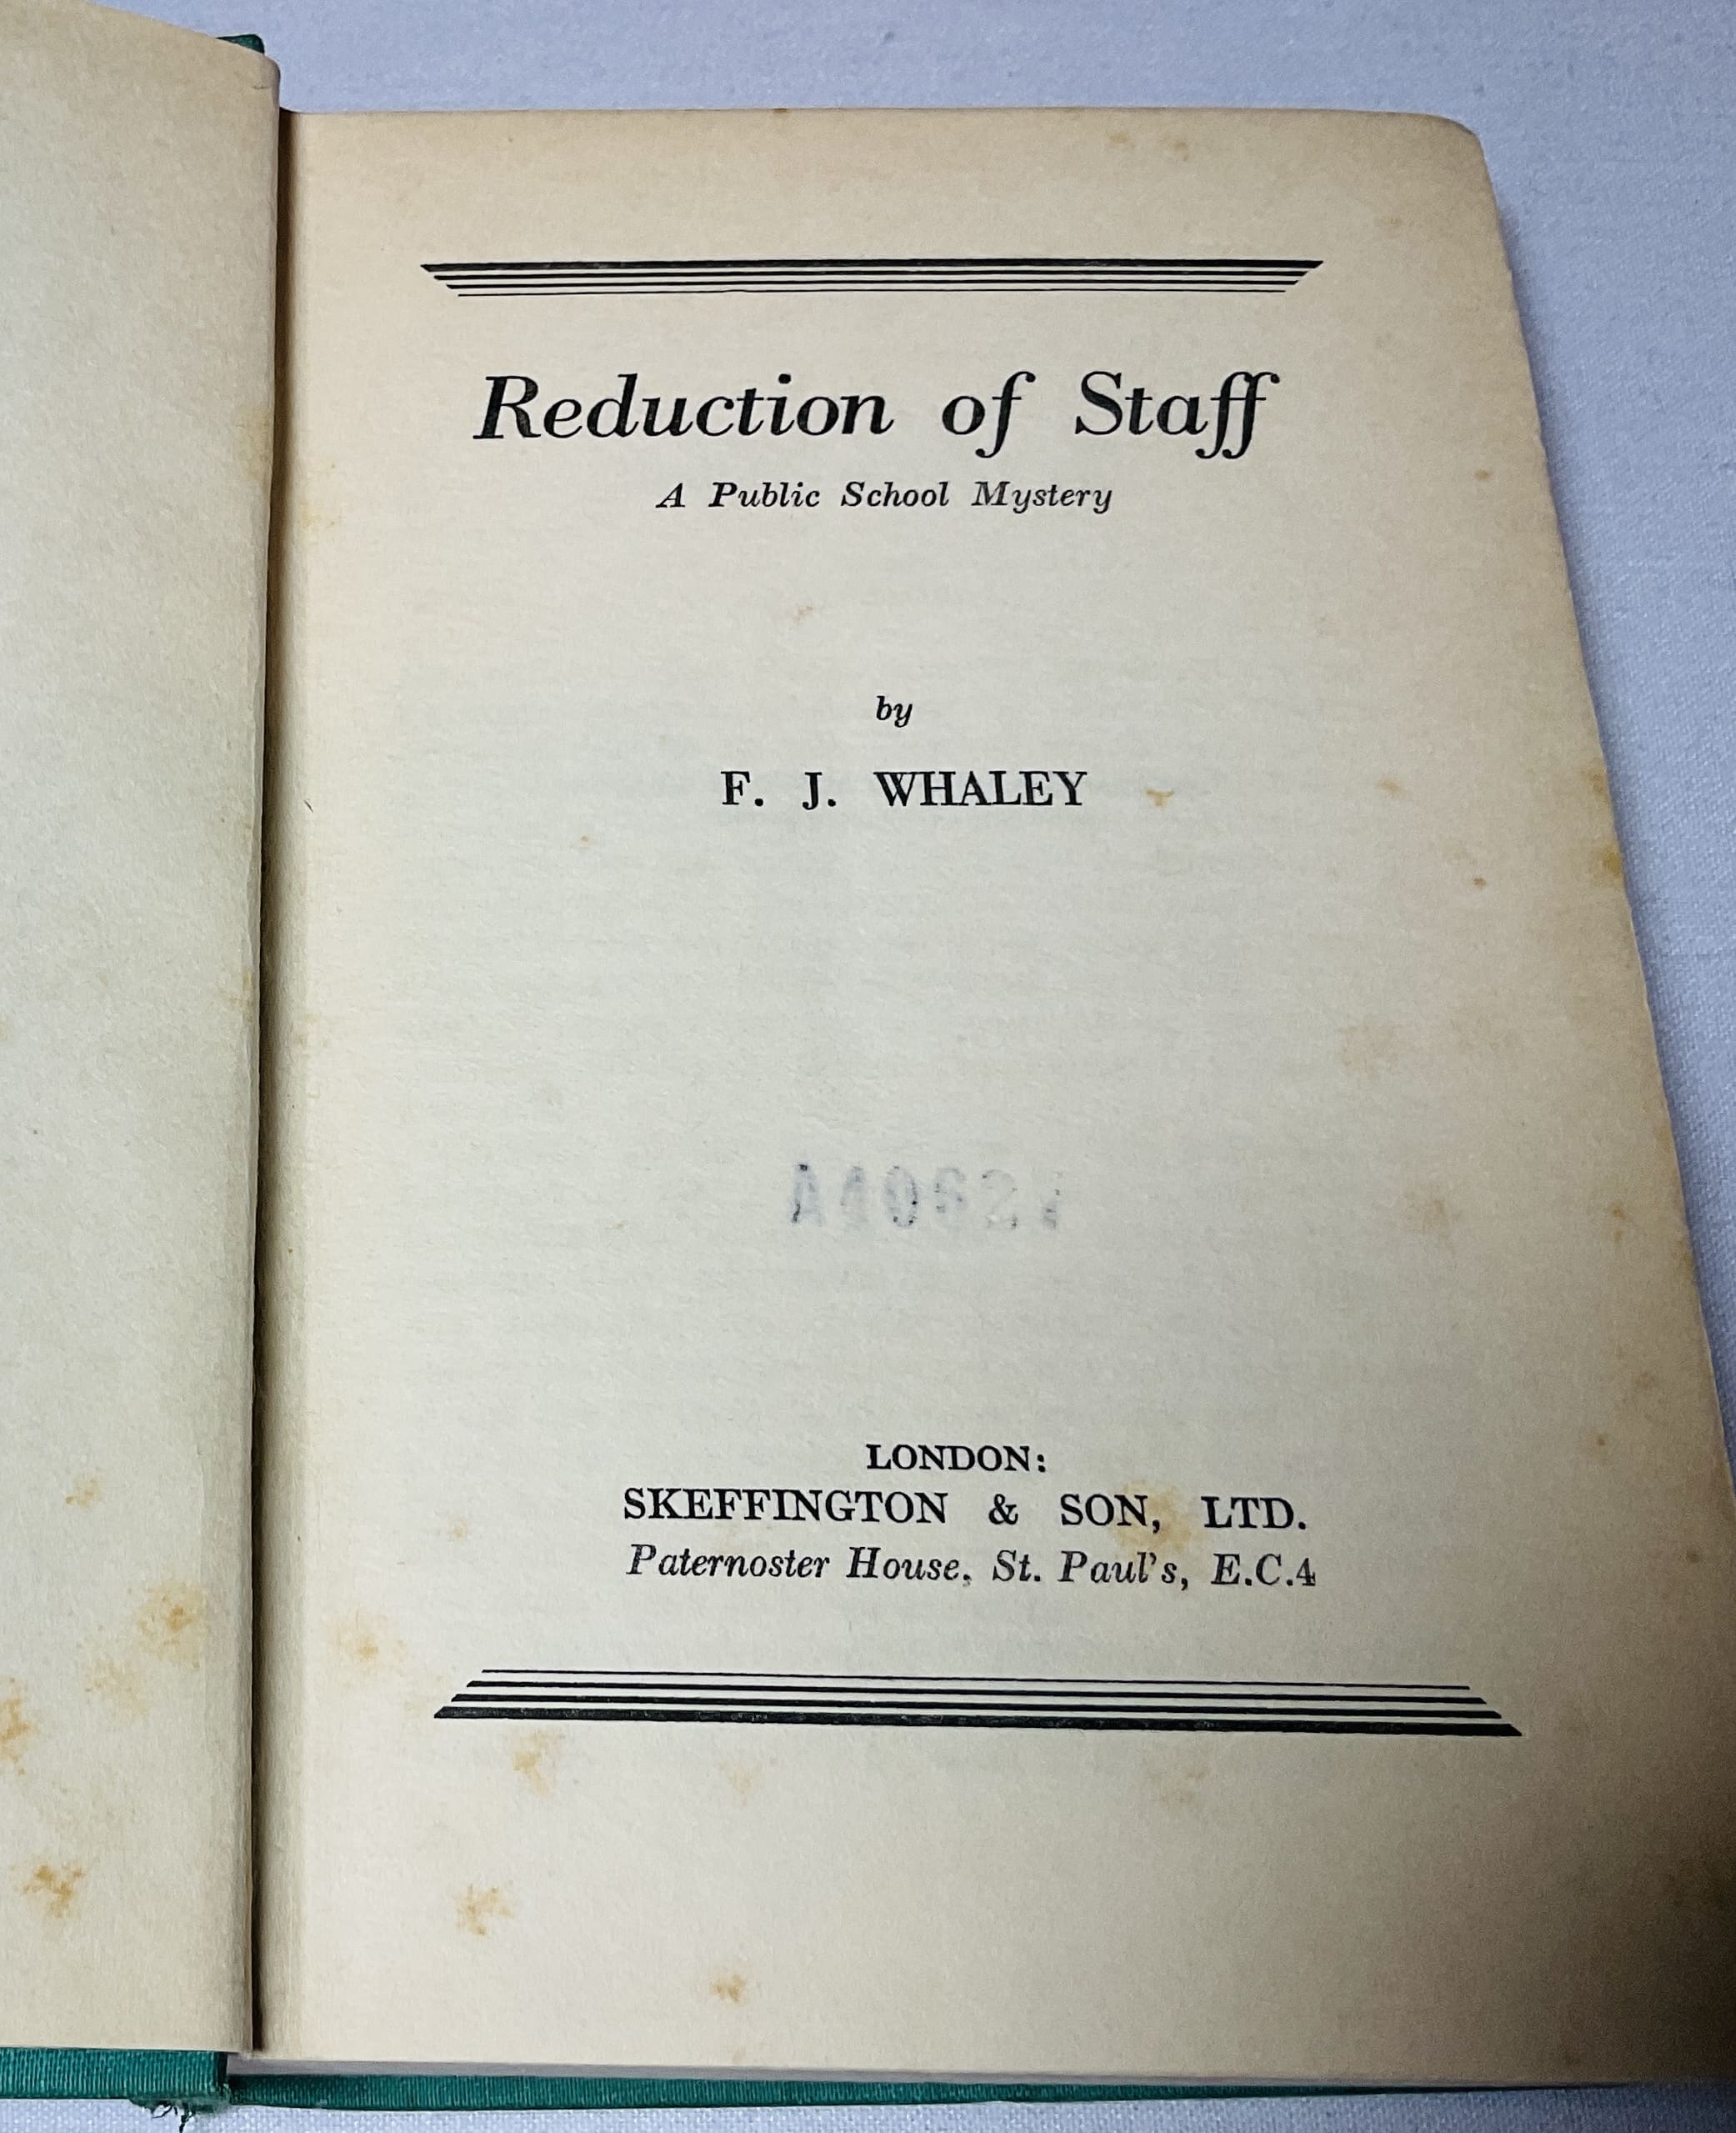 Reduction of Staff
A Public School Mystery
by
F. J. WHALEY
LONDON:
SKEFFINGTON & SON, LTD.
Paternoster House, St. Paul's, E.C.4